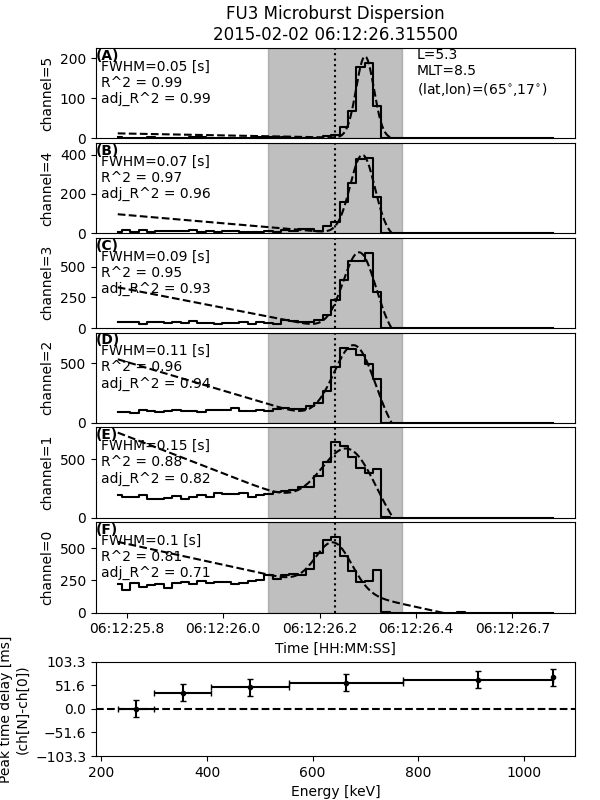 FU3 Microburst Dispersion
2015-02-02 06:12:26.315500
(A)
FWHM=0.05 [s]
R^2 = 0.99
adj_R^2 = 0.99
L=5.3
MLT=8.5
(lat,lon)=(65°,17°)
200
100
0
channel=5
(B)
FWHM=0.07 [s]
R^2 = 0.97
adj_R^2 = 0.96
400
200
0
channel=4
(C)
FWHM=0.09 [s]
R^2 = 0.95
adj_R^2 = 0.93
500
250
0
channel=3
(D)
FWHM=0.11 [s]
R^2 = 0.96
adj_R^2 = 0.94
500
0
channel=2
(E)
FWHM=0.15 [s]
R^2 = 0.88
adj_R^2 = 0.82
500
0
channel=1
(F)
FWHM=0.1 [s]
R^2 = 0.81
adj_R^2 = 0.71
500
250
0
channel=0
06:12:25.8 06:12:26.0 06:12:26.2 06:12:26.4 06:12:26.7
Time [HH:MM:SS]
103.3
51.6
0.0
−51.6
−103.3
Peak time delay [ms]
(ch[N]-ch[0])
200 400 600 800 1000
Energy [keV]